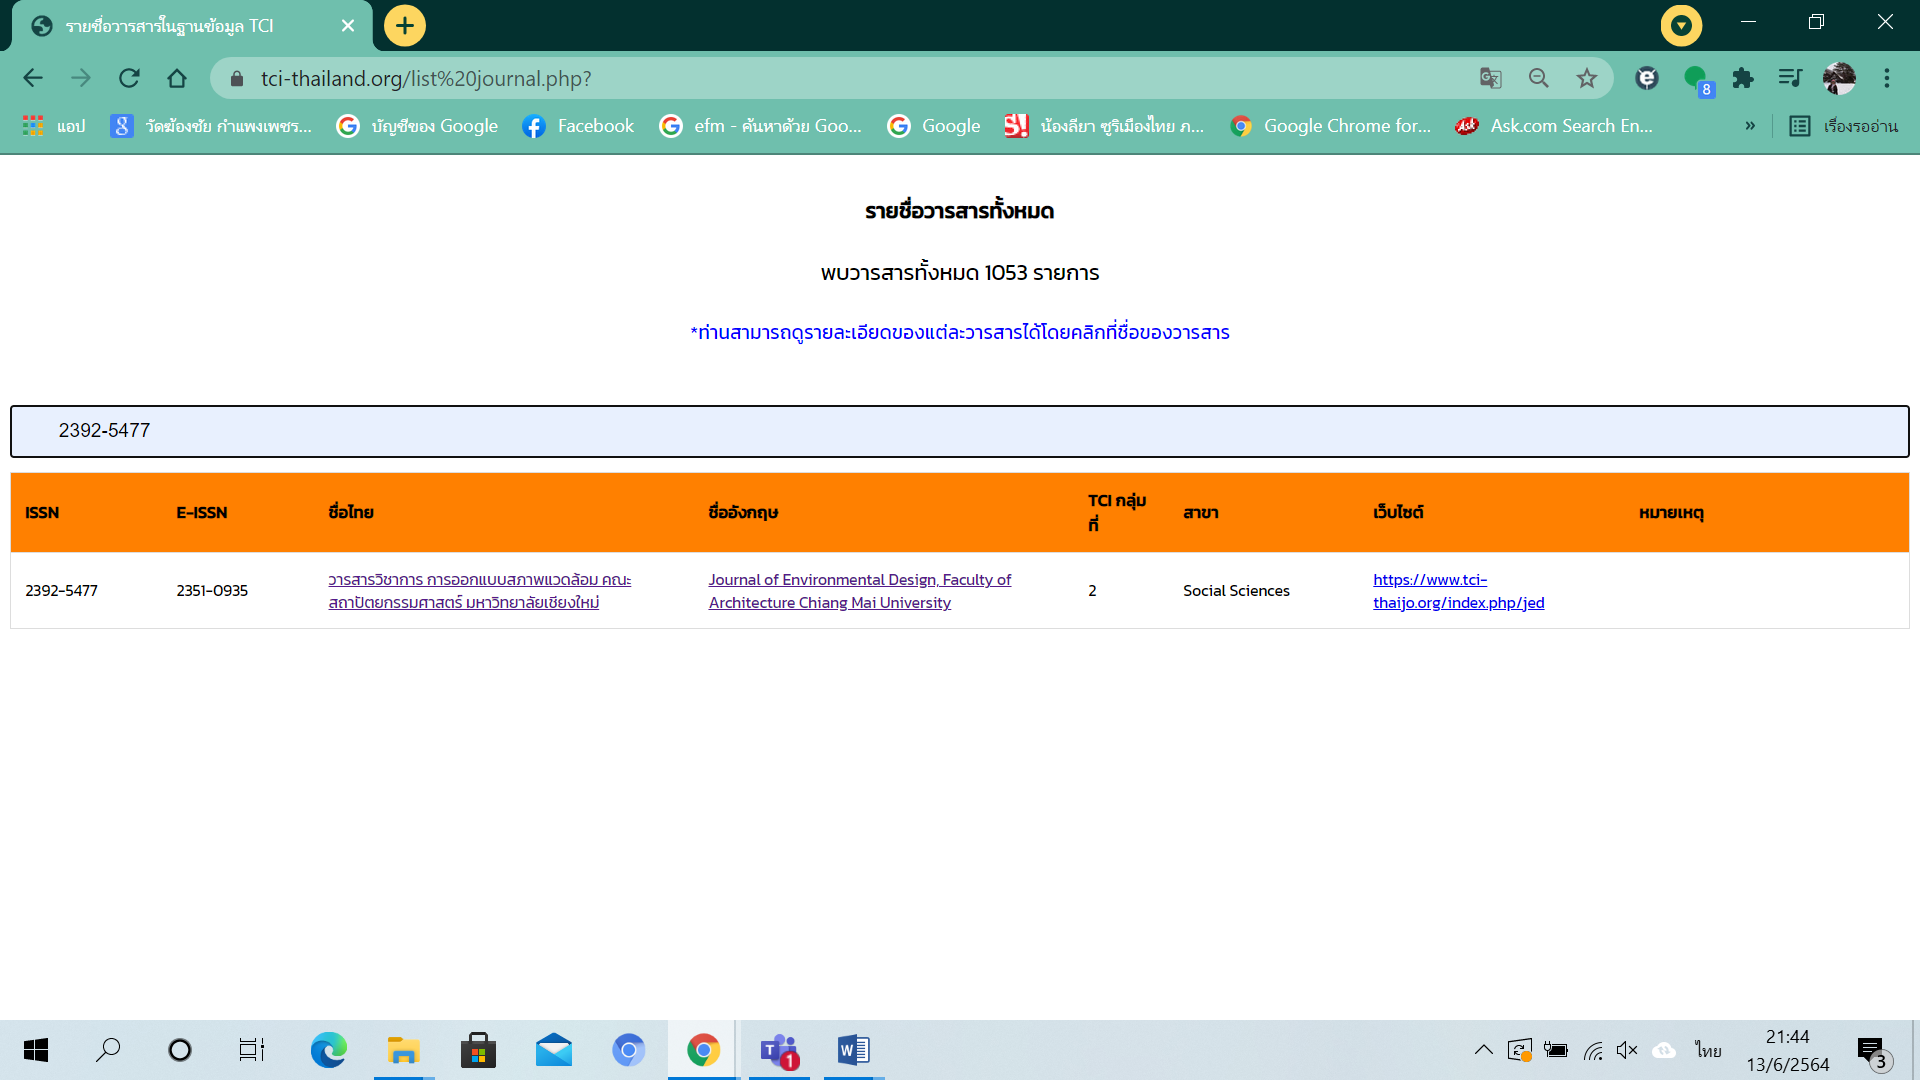 รายชื่อวารสารในฐานข้อมูล TCI
tci-thailand.org/list%20journal.php?
8
แอป
วัดฆ้องชัย กำแพงเพชร...
บัญชีของ Google
Facebook
efm - ค้นหาด้วย Goo...
Google
น้องลียา ซูริเมืองไทย ภ...
Google Chrome for...
Ask.com Search En...
»
เรื่องรออ่าน
รายชื่อวารสารทั้งหมด
พบวารสารทั้งหมด 1053 รายการ
*ท่านสามารถดูรายละเอียดของแต่ละวารสารได้โดยคลิกที่ชื่อของวารสาร
2392-5477
ISSN
E-ISSN
ชื่อไทย
ชื่ออังกฤษ
TCI กลุ่ม
ที่
สาขา
เว็บไซต์
หมายเหตุ
2392-5477
2351-0935
วารสารวิชาการ การออกแบบสภาพแวดล้อม คณะ
สถาปัตยกรรมศาสตร์ มหาวิทยาลัยเชียงใหม่
Journal of Environmental Design, Faculty of
Architecture Chiang Mai University
2
Social Sciences
https://www.tci-
thaijo.org/index.php/jed
1
ไทย
21:44
13/6/2564
3